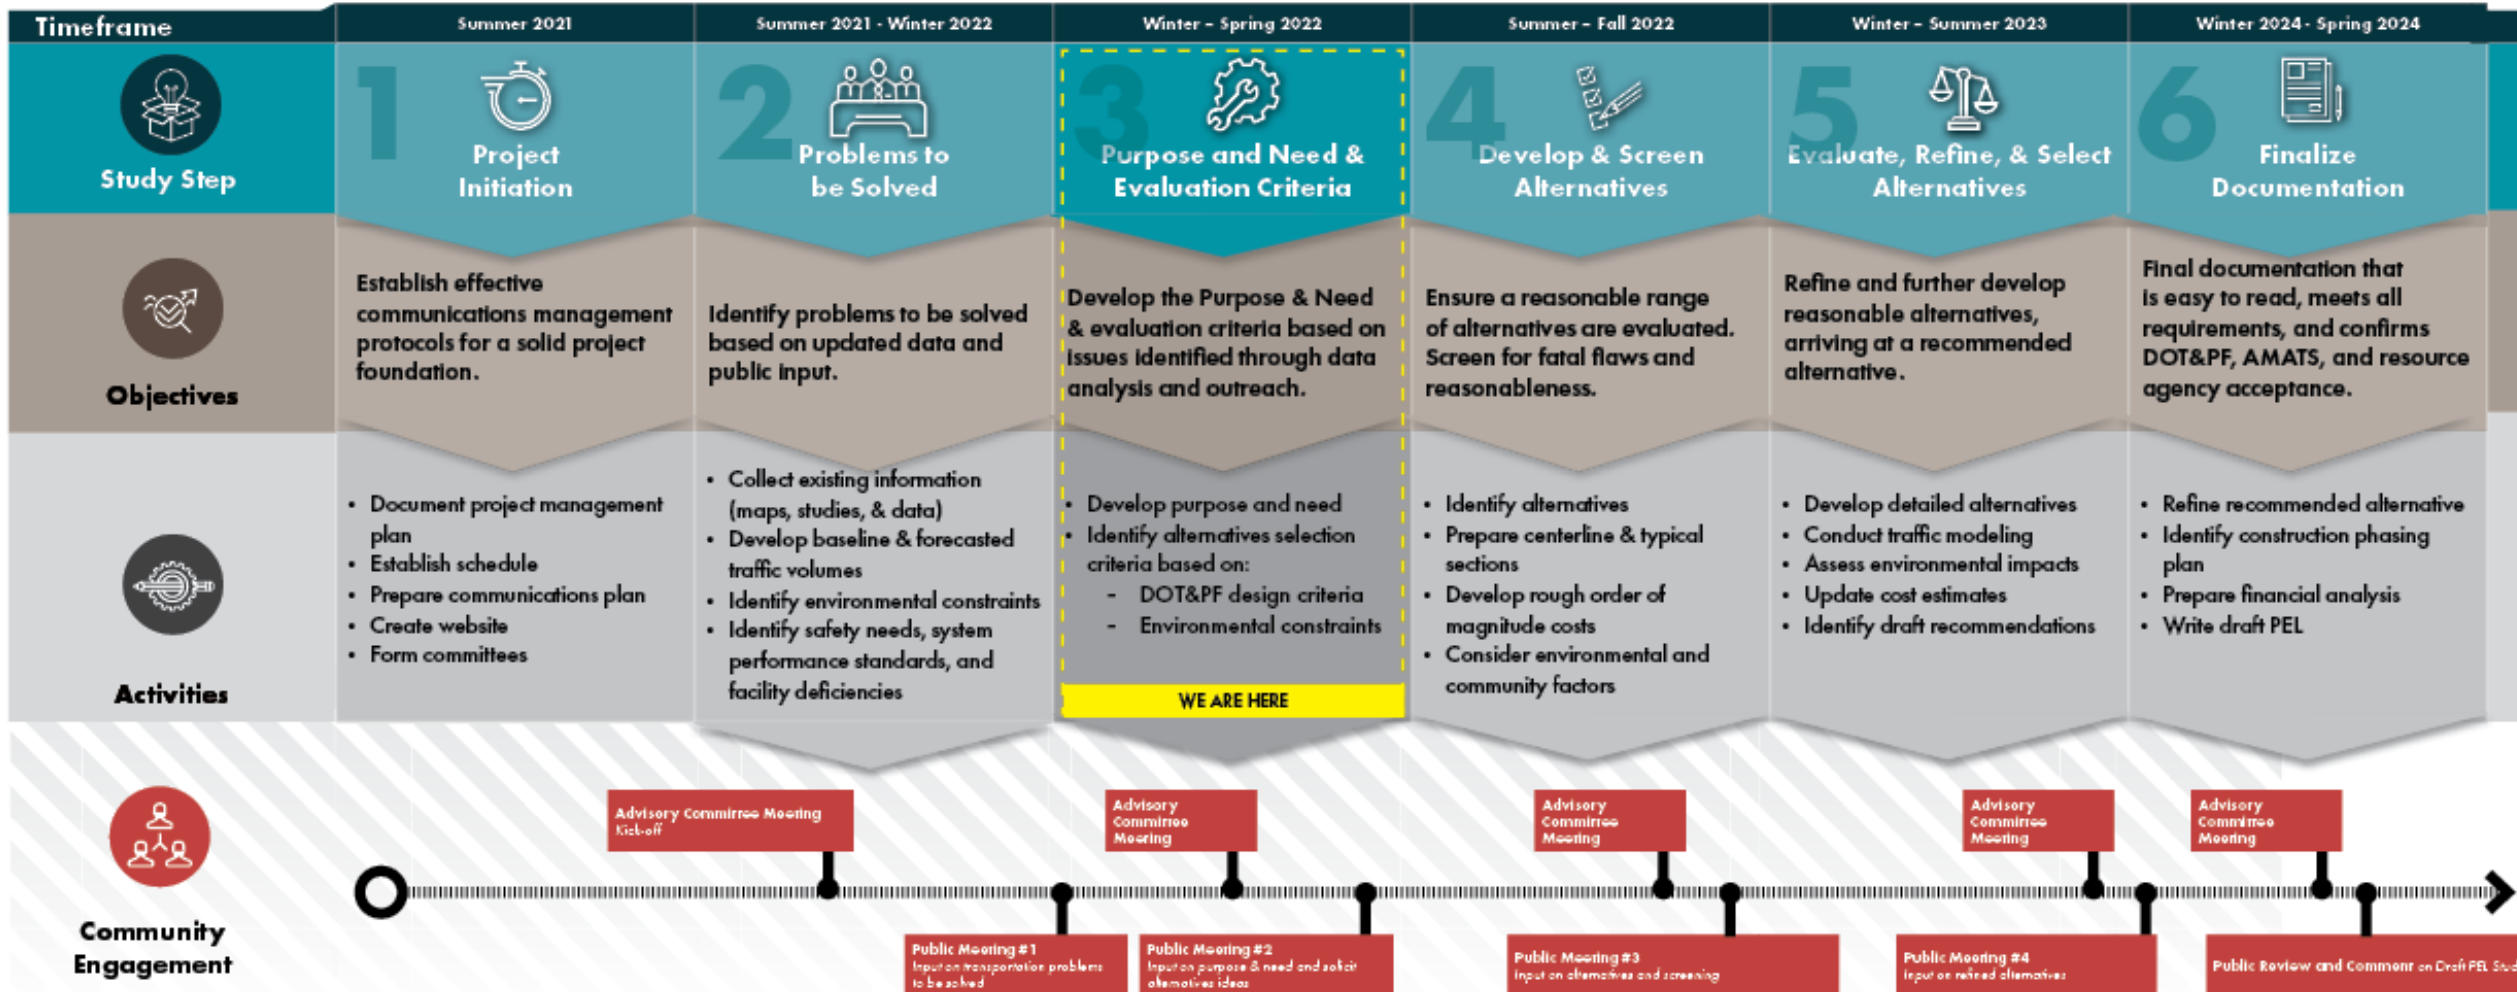 Timeframe
Summer 2021
Summer 2021 - Winter 2022
Winter – Spring 2022
Summer – Fall 2022
Winter – Summer 2023
Winter 2024 - Spring 2024
Study Step
1
Project
Initiation
2
Problems to
be Solved
3
Purpose and Need &
Evaluation Criteria
4
Develop & Screen
Alternatives
5
Evaluate, Refine, & Select
Alternatives
6
Finalize
Documentation
Objectives
Establish effective
communications management
protocols for a solid project
foundation.
Identify problems to be solved
based on updated data and
public input.
Develop the Purpose & Need
& evaluation criteria based on
issues identified through data
analysis and outreach.
Ensure a reasonable range
of alternatives are evaluated.
Screen for fatal flaws and
reasonableness.
Refine and further develop
reasonable alternatives,
arriving at a recommended
alternative.
Final documentation that
is easy to read, meets all
requirements, and confirms
DOT&PF, AMATS, and resource
agency acceptance.
Activities
• Document project management
plan
• Establish schedule
• Prepare communications plan
• Create website
• Form committees
• Collect existing information
(maps, studies, & data)
• Develop baseline & forecasted
traffic volumes
• Identify environmental constraints
• Identify safety needs, system
performance standards, and
facility deficiencies
• Develop purpose and need
• Identify alternatives selection
criteria based on:
- DOT&PF design criteria
- Environmental constraints
WE ARE HERE
• Identify alternatives
• Prepare centerline & typical
sections
• Develop rough order of
magnitude costs
• Consider environmental and
community factors
• Develop detailed alternatives
• Conduct traffic modeling
• Assess environmental impacts
• Update cost estimates
• Identify draft recommendations
• Refine recommended alternative
• Identify construction phasing
plan
• Prepare financial analysis
• Write draft PEL
Community
Engagement
Advisory Committee Meeting
Kick-off
Advisory
Committee
Meeting
Advisory
Committee
Meeting
Advisory
Committee
Meeting
Advisory
Committee
Meeting
Public Meeting #1
Input on transportation problems
to be solved
Public Meeting #2
Input on purpose & need and solicit
alternatives ideas
Public Meeting #3
Input on alternatives and screening
Public Meeting #4
Input on refined alternatives
Public Review and Comment on Draft PEL